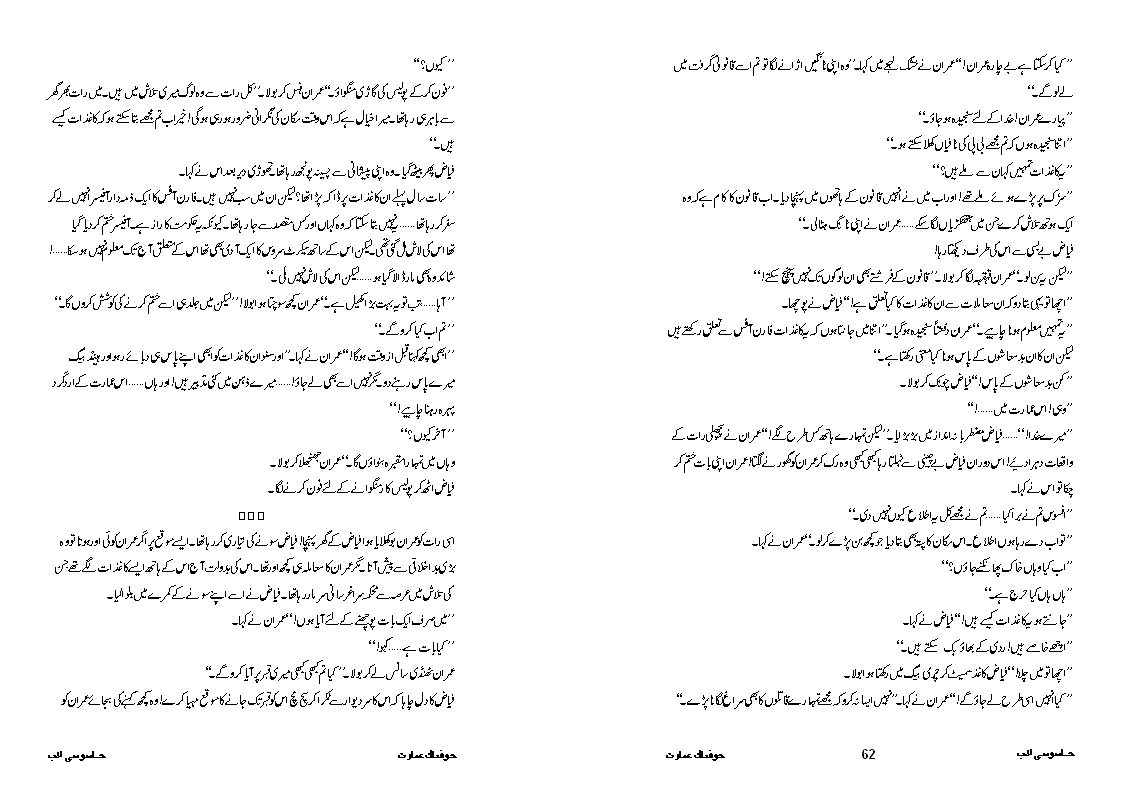 ’’کیا کر سکتا ہے بے چارہ عمران!‘‘ عمران نے خشک لہجے میں کہا۔’’وہ اپنی ٹانگیں اڑانے لگا تو تم اسے قانونی گرفت میں
لے لو گے۔‘‘
’’پیارے عمران! خدا کے لئے سنجیدہ ہو جاؤ۔‘‘
’’اتنا سنجیدہ ہوں کہ تم مجھے بی پی کی ٹافیاں کھلا سکتے ہو۔‘‘
’’یہ کاغذات تمہیں کہاں سے ملے ہیں؟‘‘
’’سڑک پر پڑے ہوئے ملے تھے! اور اب میں نے انہیں قانون کے ہاتھوں میں پہنچا دیا۔اب قانون کا کام ہے کہ وہ
ایک ہوتھ تلاش کرے جن میں ہتھکڑیاں لگا سکے.....عمران نے اپنی ٹانگ ہٹالی۔‘‘
فیاض بے بسی سے اس کی طرف دیکھتا رہا!
’’لیکن یہ سن لو۔‘‘عمران قہقہہ لگا کر بولا۔’’قانون کے فرشتے بھی ان لوگوں تک نہیں پہنچ سکتے!‘‘
’’اچھا تو یہی بتا دو کہ ان معاملات سے ان کاغذات کا کیا تعلق ہے!‘‘فیاض نے پوچھا۔
’’یہ تمہیں معلوم ہونا چاہیے۔‘‘عمران دفعتاً سنجیدہ ہو گیا۔’’اتنا میں جانتا ہوں کہ یہ کاغذات فارن آفس سے تعلق رکھتے ہیں
لیکن ان کا ان بدمعاشوں کے پاس ہونا کیا معنی رکھتا ہے۔‘‘
’’کن بدمعاشوں کے پاس!‘‘فیاض چونک کر بولا۔
’’وہی! اس عمارت میں......!‘‘
’’میرے خدا!‘‘......فیاض مضطربانہ انداز میں بڑبڑایا۔’’لیکن تمہارے ہاتھ کس طرح لگے!‘‘عمران نے پچھلی رات کے
واقعات دہرا دیئے! اس دوران فیاض بے چینی سے ٹہلتا رہا کبھی کبھی وہ رک کر عمران کو گھورنے لگتا! عمران اپنی بات ختم کر
چکا تو اس نے کہا۔
’’افسوس تم نے برا کیا.....تم نے مجھے کل یہ اطلاع کیوں نہیں دی۔‘‘
’’تو اب دے رہا ہوں اطلاع۔اس مکان کا پتہ بھی بتا دیا جو کچھ بن پڑے کر لو۔‘‘عمران نے کہا۔
’’اب کیا وہاں خاک پھانکنے جاؤں؟‘‘
’’ہاں ہاں کیا حرج ہے۔‘‘
’’جانتے ہو یہ کاغذات کیسے ہیں!‘‘فیاض نے کہا۔
’’اچھے خاصے ہیں! ردی کے بھاؤ بک سکتے ہیں۔‘‘
’’اچھا تو میں چلا!‘‘فیاض کاغذ سمیٹ کر چرمی بیگ میں رکھتا ہوا بولا۔
’’کیا انہیں اسی طرح لے جاؤ گے!‘‘عمران نے کہا۔’’نہیں ایسا نہ کرو کہ مجھے تمہارے قاتلوں کا بھی سراغ لگانا پڑے۔‘‘
جاسوسی ادب
62
خوفناک عمارت
’’کیوں؟‘‘
’’فون کر کے پولیس کی گاڑی منگواؤ۔‘‘عمران ہنس کر بولا۔’’کل رات سے وہ لوگ میری تلاش میں ہیں۔میں رات بھر گھر
سے باہر ہی رہا تھا۔میرا خیال ہے کہ اس وقت مکان کی نگرانی ضرور ہو رہی ہوگی! خیر اب تم مجھے بتا سکتے ہو کہ کاغذات کیسے
ہیں۔‘‘
فیاض پھر بیٹھ گیا۔وہ اپنی پیشانی سے پسینہ پونچھ رہا تھا۔تھوڑی دیر بعد اس نے کہا۔
’’سات سال پہلے ان کاغذات پر ڈاکہ پڑا تھا؟لیکن ان میں سب نہیں ہیں۔فارن آفس کا ایک ذمہ دار آفیسر انہیں لے کر
سفر کر رہا تھا......یہ نہیں بتا سکتا کہ وہ کہاں اور کس مقصد سے جا رہا تھا۔کیونکہ یہ حکومت کا راز ہے۔آفیسر ختم کر دیا گیا
تھا اس کی لاش مل گئی تھی۔لیکن اس کے ساتھ سیکرٹ سروس کا ایک آدمی بھی تھا اس کے متعلق آج تک معلوم نہیں ہو سکا.....!
شائد وہ بھی مار ڈالا گیا ہو.....لیکن اس کی لاش نہیں ملی۔‘‘
’’آہا.....تب تو یہ بہت بڑا کھیل ہے۔‘‘عمران کچھ سوچتا ہوا بولا!’’لیکن میں جلد ہی اسے ختم کرنے کی کوشش کروں گا۔‘‘
’’تم اب کیا کرو گے۔‘‘
’’ابھی کچھ کہنا قبل از وقت ہوگا!‘‘عمران نے کہا۔’’اور سنو ان کاغذات کو ابھی اپنے پاس ہی دبائے رہو اور ہینڈ بیگ
میرے پاس رہنے دو۔مگر نہیں اسے بھی لے جاؤ!......میرے ذہن میں کئی تدبیریں ہیں! اور ہاں......اس عمارت کے اردگرد
پہرہ رہنا چاہیے!‘‘
’’آخر کیوں؟‘‘
وہاں میں تمہارا مقبرہ بنواؤں گا۔‘‘عمران جھنجھلا کر بولا۔
فیاض اٹھ کر پولیس کار منگوانے کے لئے فون کرنے لگا۔
□□□
اسی رات کو عمران بوکھلایا ہوا فیاض کے گھر پہنچا! فیاض سونے کی تیاری کر رہا تھا۔ایسے موقع پر اگر عمران کوئی اور ہوتا تو وہ
بڑی بد اخلاقی سے پیش آتا۔مگر عمران کا معاملہ ہی کچھ اور تھا۔اس کی بدولت آج اس کے ہاتھ ایسے کاغذات لگے تھے جن
کی تلاش میں عرصہ سے محکمہ سراغرسانی سر مار رہا تھا۔فیاض نے اسے اپنے سونے کے کمرے میں بلوا لیا۔
’’میں صرف ایک بات پوچھنے کے لئے آیا ہوں!‘‘عمران نے کہا۔
’’کیا بات ہے.....کہو!‘‘
عمران ٹھنڈی سانس لے کر بولا۔’’کیا تم کبھی کبھی میری قبر پر آیا کرو گے۔‘‘
فیاض کا دل چاہا کہ اس کا سر دیوار سے ٹکرا کر سچ مچ اس کو قبر تک جانے کا موقع مہیا کرے! وہ کچھ کہنے کی بجائے عمران کو
خوفناک عمارت
جاسوسی ادب